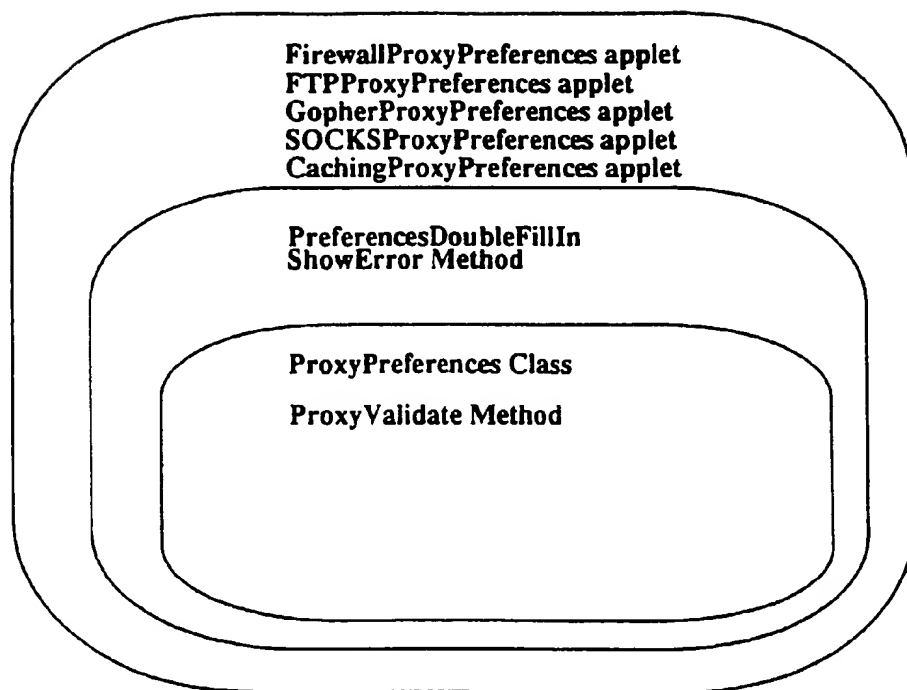 FirewallProxyPreferences applet
FTPProxyPreferences applet
GopherProxyPreferences applet
SOCKSProxyPreferences applet
CachingProxyPreferences applet
PreferencesDoubleFillIn
ShowError Method
ProxyPreferences Class
ProxyValidate Method